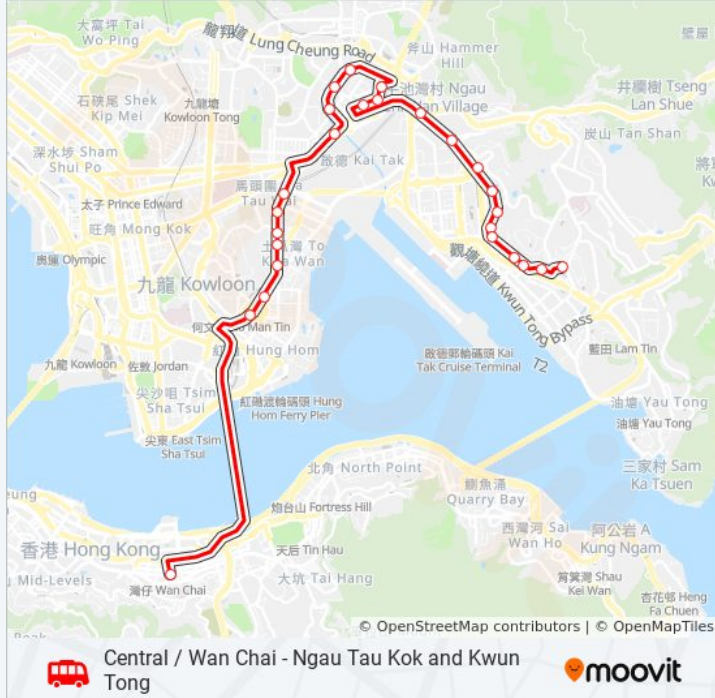 大富坪 Tai
Wo Ping
龍翔道 Lung Cheung Road
斧山 Hammer
Hill
壁屋
池灣村 Ngau
an Village
井欄樹 Tseng
Lan Shue
石硤尾 Shek
Kip Mei
九龍塘
Kowloon Tong
炭山 Tan Shan
深水埗 Sham
Shui Po
啟德 Kai Tak
馬頭圍
Tau
太子 Prince Edward
旺角 Mong Kok
土瓜灣 To
Kwa Wan
奧運 Olympic
九龍 Kowloon
觀塘繞道 Kwun Tong Bypass
何文 Man Tin
紅磡 Hung Hom
啟德郵輪碼頭 Kai
Tak Cruise Terminal
T2
藍田 Lam Tin
九龍 Kowloon
佐敦 Jordan
尖沙咀 Tsim
Sha Tsui
紅磡渡輪碼頭 Hung
Hom Ferry Pier
油塘 Yau Tong
油塘 Yau Tong
尖東 East Tsim
Sha Tsui
北角 North Point
三家村 Sam
Ka Tsuen
鰂魚涌
Quarry Bay
eung
炮台山 Fortress Hill
西灣河 Sai
Wan Ho
阿公岩 A
Kung Ngam
香港 Hong Kong
天后 Tin Hau
Mid-Levels
灣仔 Wan Chai
大坑 Tai Hang
筲箕灣 Shau
Kei Wan
杏花邨 Heng
Fa Chuen
Peak
© OpenStreetMap contributors | © OpenMapTiles
Central / Wan Chai - Ngau Tau Kok and Kwun
Tong
moovit